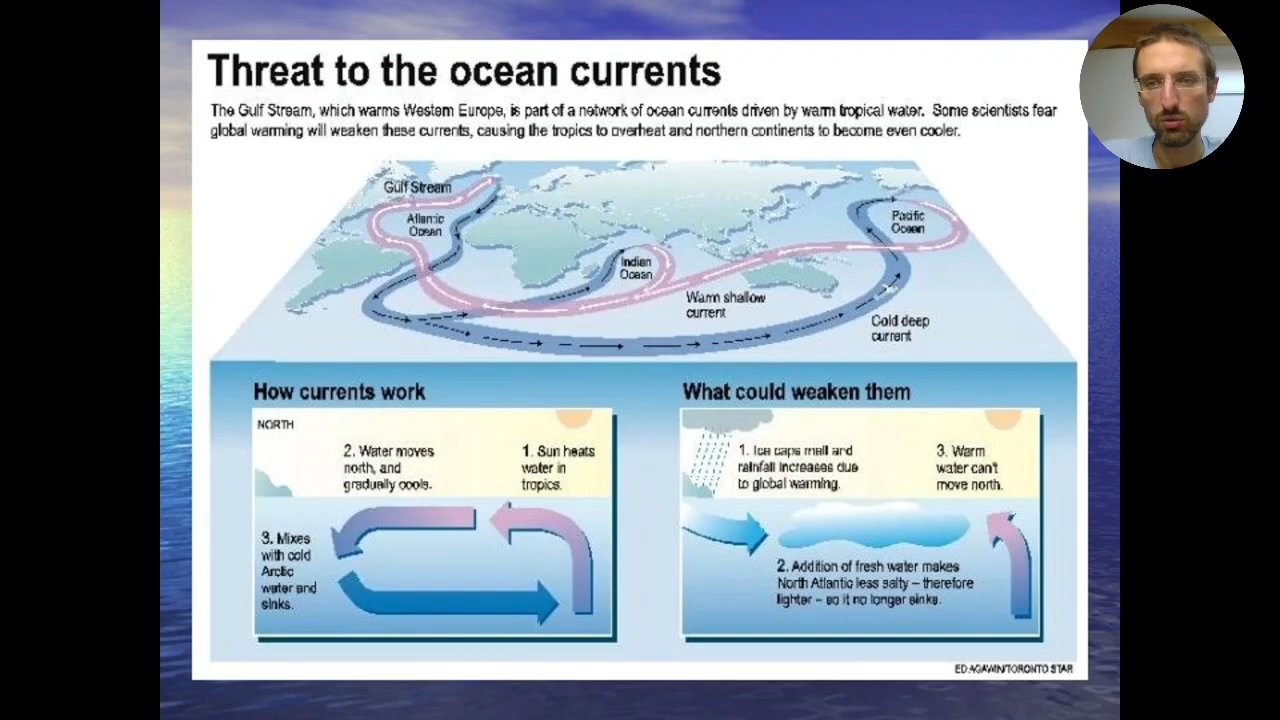 Threat to the ocean currents
The Gulf Stream, which warms Western Europe, is part of a network of ocean currents driven by warm tropical water. Some scientists fear
global warming will weaken these currents, causing the tropics to overheat and northern continents to become even cooler.
Gulf Stream
Atlantic
Ocean
Pacific
Ocean
Indian
Ocean
Warm shallow
current
Cold deep
current
How currents work
NORTH
2. Water moves
north, and
gradually cools.
1. Sun heats
water in
tropics.
3. Mixes
with cold
Arctic
water and
sinks.
What could weaken them
1. Ice caps melt and
rainfall increases due
to global warming.
3. Warm
water can't
move north.
2. Addition of fresh water makes
North Atlantic less salty – therefore
lighter – so it no longer sinks.
ED AGAWIN/TORONTO STAR